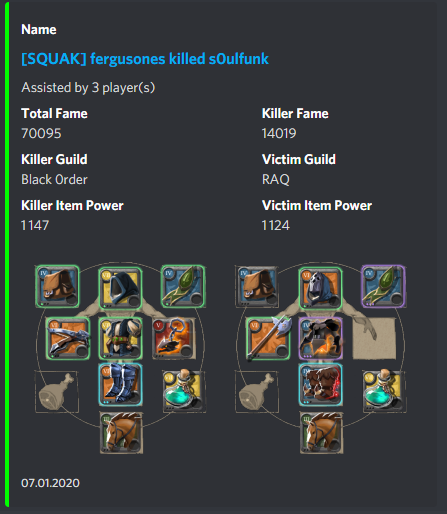 Name
[SQUAK] fergusones killed s0ulfunk
Assisted by 3 player(s)
Total Fame Killer Fame
70095 14019
Killer Guild Victim Guild
Black 0rder RAQ
Killer Item Power Victim Item Power
1147 1124
07.01.2020